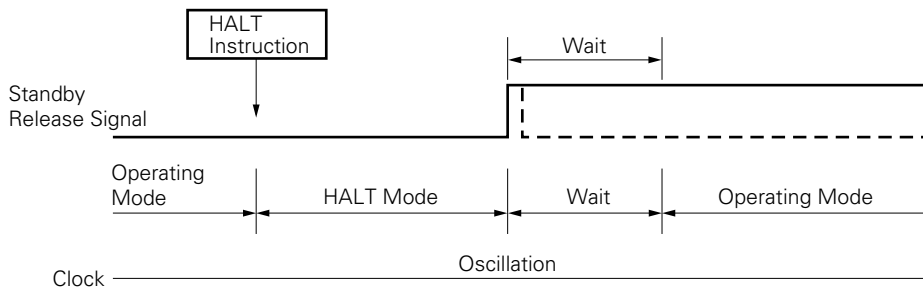 HALT
Instruction
Wait
Standby
Release Signal
Operating
Mode
HALT Mode
Wait
Operating Mode
Oscillation
Clock